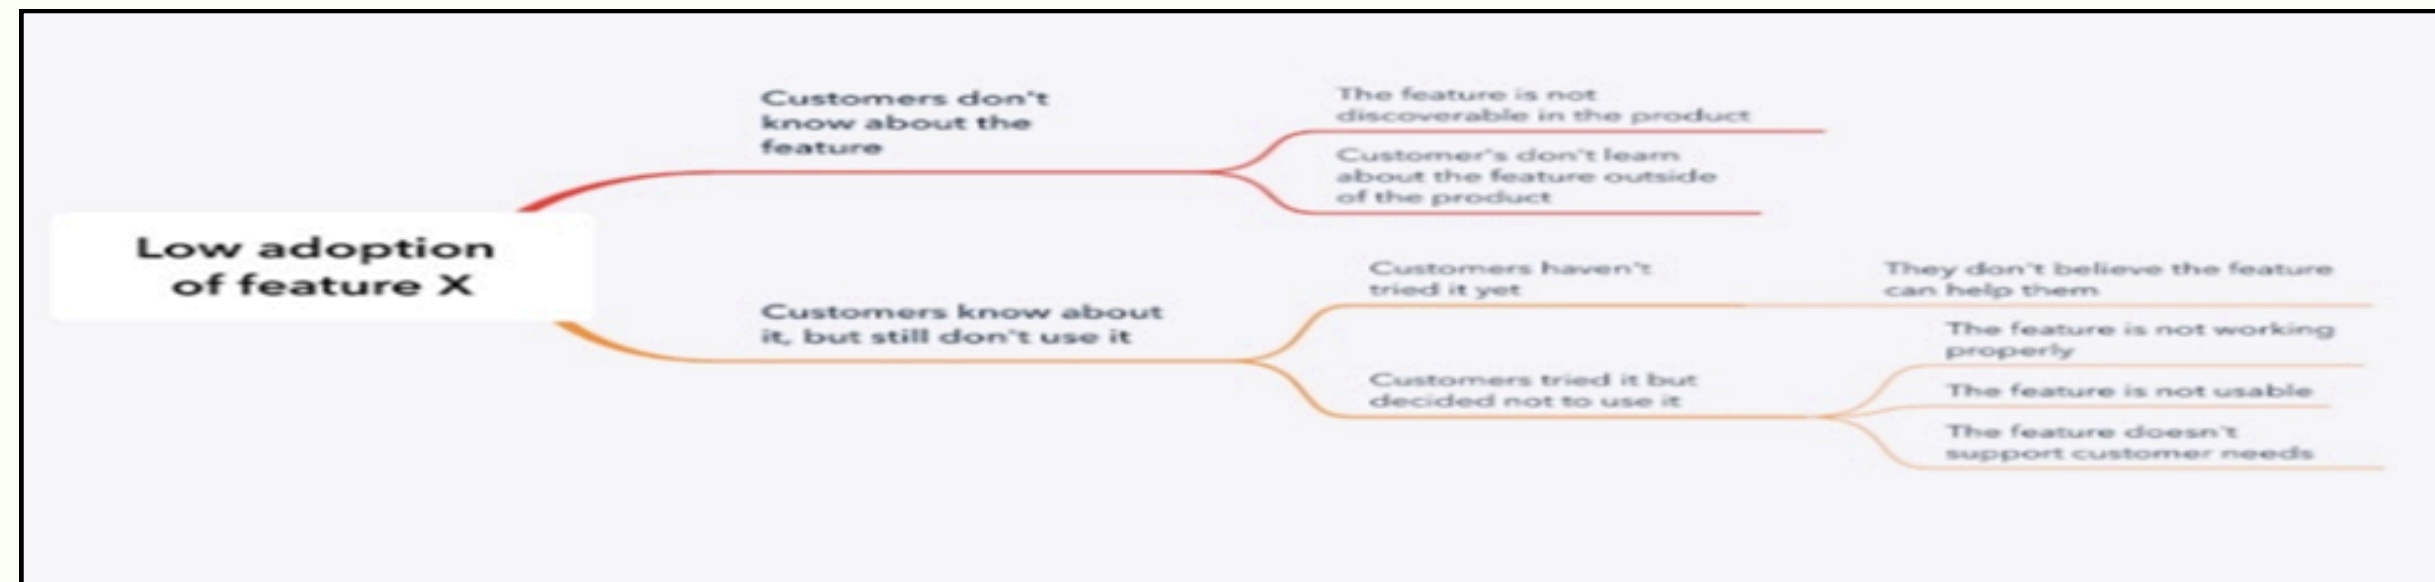 Low adoption
of feature X
Customers don't
know about the
feature
The feature is not
discoverable in the product
Customer's don't learn
about the feature outside
of the product
Customers know about
it, but still don't use it
Customers haven't
tried it yet
They don't believe the feature
can help them
Customers tried it but
decided not to use it
The feature is not working
properly
The feature is not usable
The feature doesn't
support customer needs